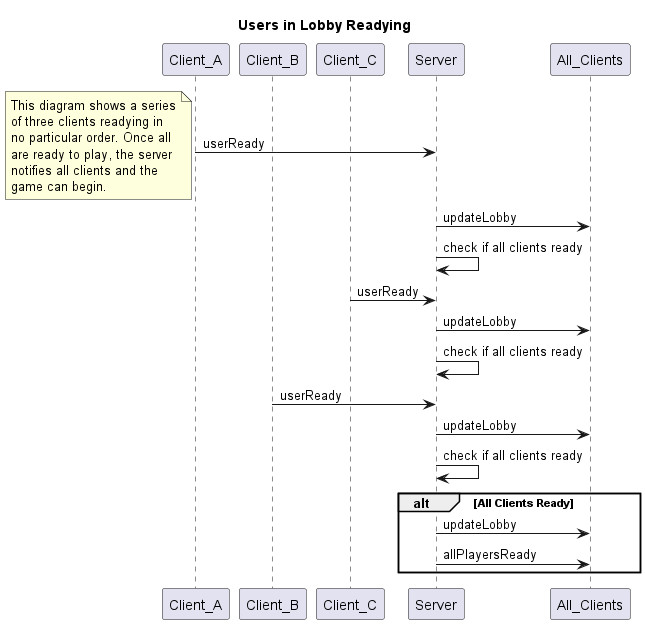 Users in Lobby Readying
Client_A Client_B Client_C Server All_Clients
This diagram shows a series
of three clients readying in
no particular order. Once all
are ready to play, the server
notifies all clients and the
game can begin.
userReady
updateLobby
check if all clients ready
userReady
updateLobby
check if all clients ready
userReady
updateLobby
check if all clients ready
alt [All Clients Ready]
updateLobby
allPlayersReady
Client_A Client_B Client_C Server All_Clients